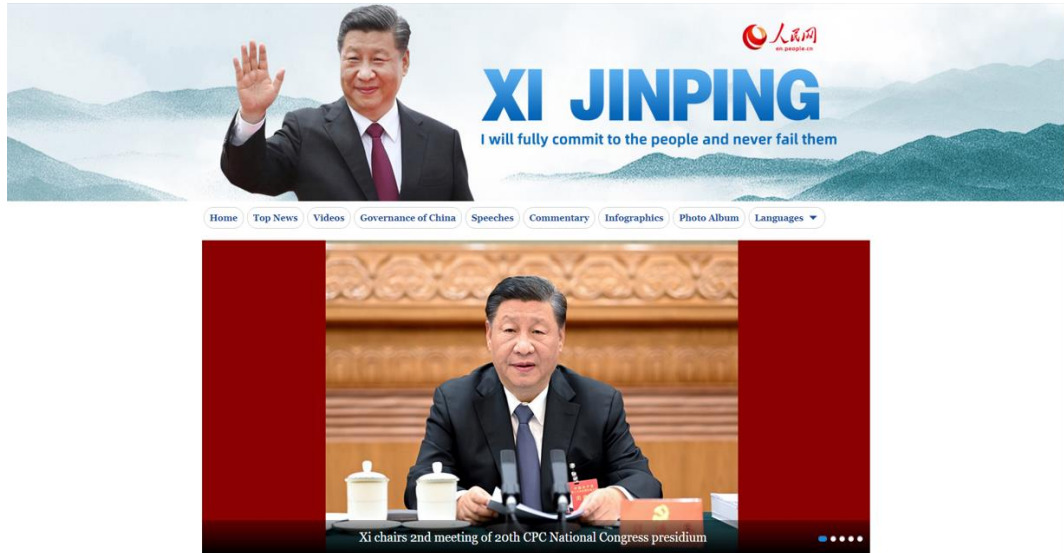 人民网
en.people.cn
XI JINPING
I will fully commit to the people and never fail them
Home Top News Videos Governance of China Speeches Commentary Infographics Photo Album Languages
Xi chairs 2nd meeting of 20th CPC National Congress presidium